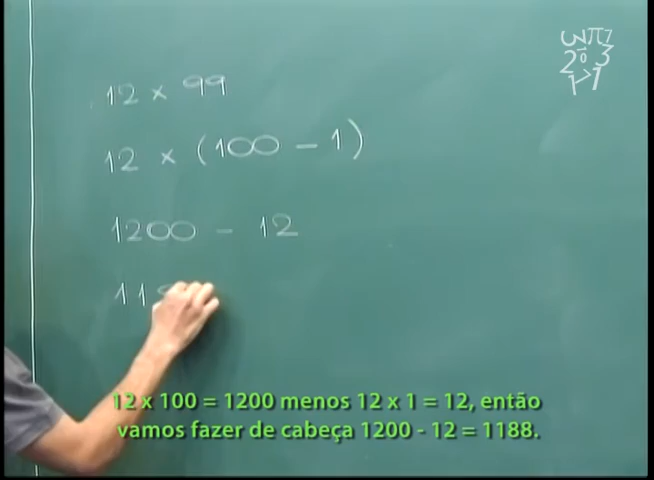 12 × 99
12 × (100 - 1)
1200 - 12
11
12 x 100 = 1200 menos 12 x 1 = 12, então
vamos fazer de cabeça 1200 - 12 = 1188.